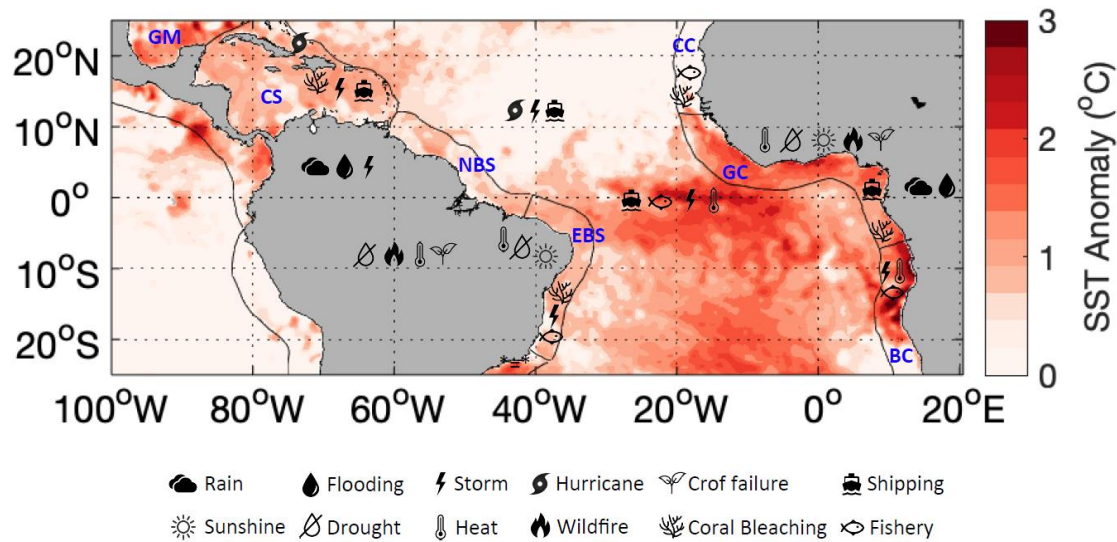 GM
CC
3
20°N
CS
2
10°N
NBS
GC
0°
EBS
1
10°S
20°S
BC
0
SST Anomaly (°C)
100°W 80°W 60°W 40°W 20°W 0° 20°E
Rain Flooding Storm Hurricane Crof failure Shipping
Sunshine Drought Heat Wildfire Coral Bleaching Fishery